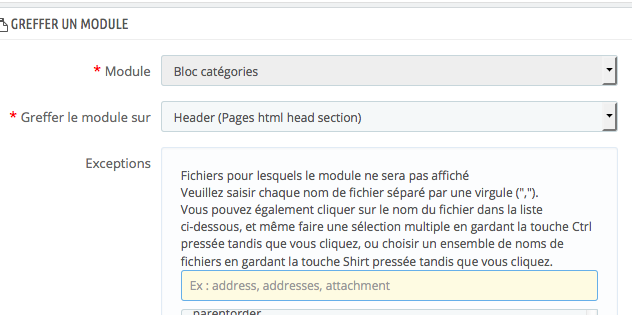 GREFFER UN MODULE
* Module
Bloc catégories
* Greffer le module sur
Header (Pages html head section)
Exceptions
Fichiers pour lesquels le module ne sera pas affiché
Veuillez saisir chaque nom de fichier séparé par une virgule (",").
Vous pouvez également cliquer sur le nom du fichier dans la liste
ci-dessous, et même faire une sélection multiple en gardant la touche Ctrl
pressée tandis que vous cliquez, ou choisir un ensemble de noms de
fichiers en gardant la touche Shirt pressée tandis que vous cliquez.
Ex : address, addresses, attachment
parentorder